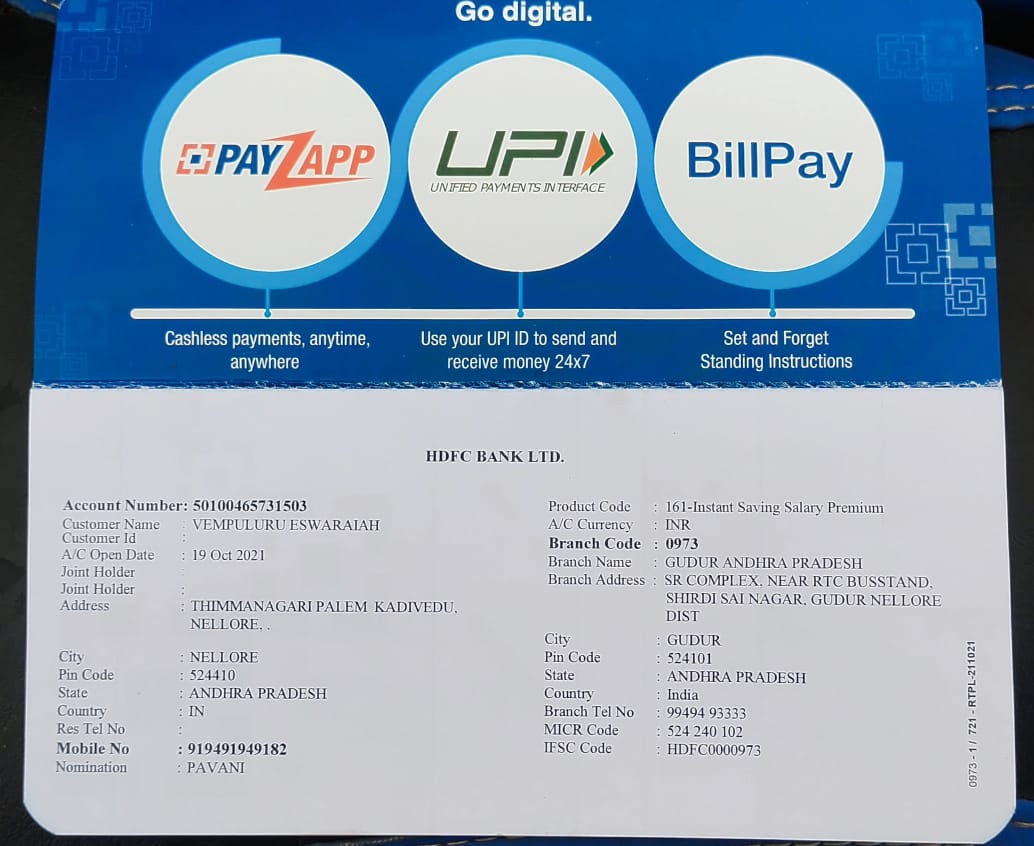 Go digital.
PAYZAPP
UPI
UNIFIED PAYMENTS INTERFACE
BillPay
Cashless payments, anytime,
anywhere
Use your UPI ID to send and
receive money 24x7
Set and Forget
Standing Instructions
HDFC BANK LTD.
Account Number: 50100465731503
Customer Name : VEMPULURU ESWARAIAH
Customer Id :
A/C Open Date : 19 Oct 2021
Joint Holder :
Joint Holder :
Address : THIMMANAGARI PALEM KADIVEDU,
NELLORE, .
City : NELLORE
Pin Code : 524410
State : ANDHRA PRADESH
Country : IN
Res Tel No :
Mobile No : 919491949182
Nomination : PAVANI
Product Code : 161-Instant Saving Salary Premium
A/C Currency : INR
Branch Code : 0973
Branch Name : GUDUR ANDHRA PRADESH
Branch Address : SR COMPLEX, NEAR RTC BUSSTAND,
SHIRDI SAI NAGAR, GUDUR NELLORE
DIST
City : GUDUR
Pin Code : 524101
State : ANDHRA PRADESH
Country : India
Branch Tel No : 99494 93333
MICR Code : 524 240 102
IFSC Code : HDFC0000973
0973 - 1 / 721 - RTPL-211021